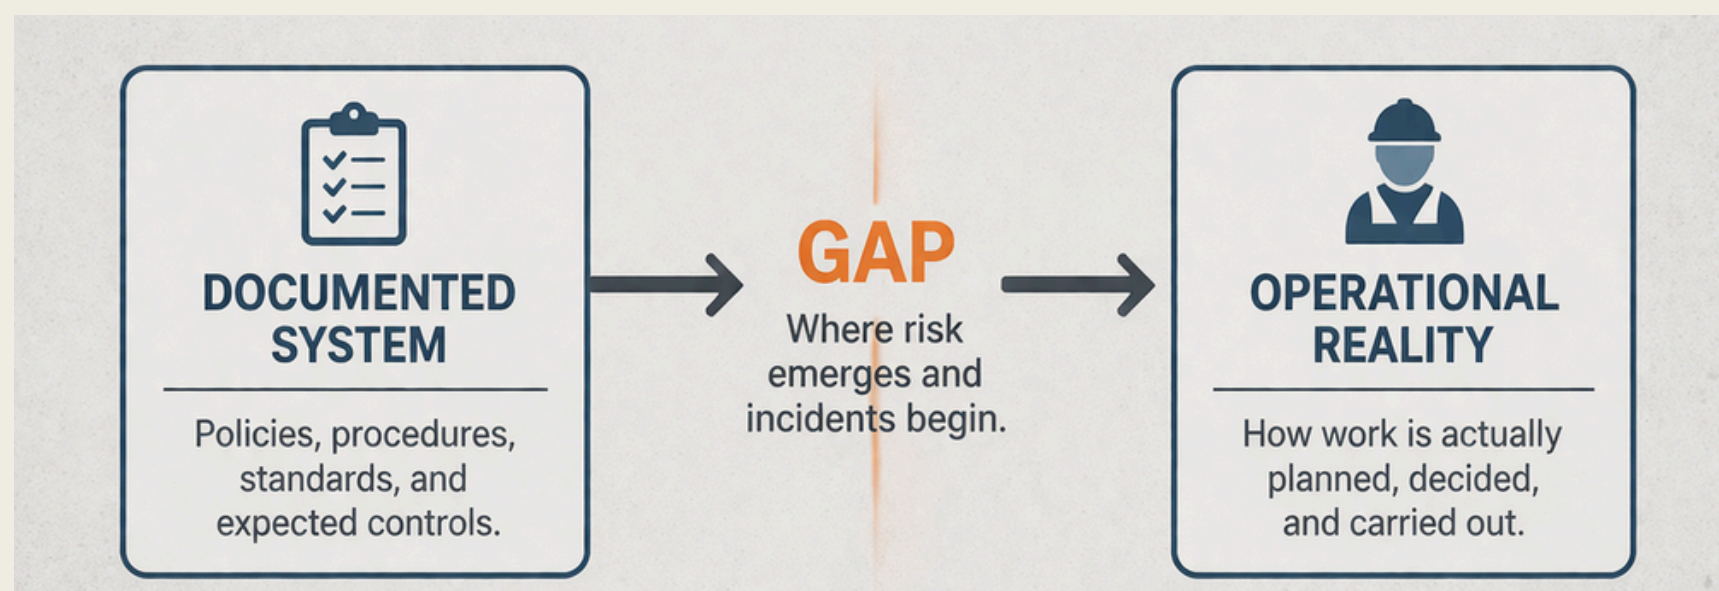 DOCUMENTED
SYSTEM
Policies, procedures,
standards, and
expected controls.
GAP
Where risk
emerges and
incidents begin.
OPERATIONAL
REALITY
How work is actually
planned, decided,
and carried out.